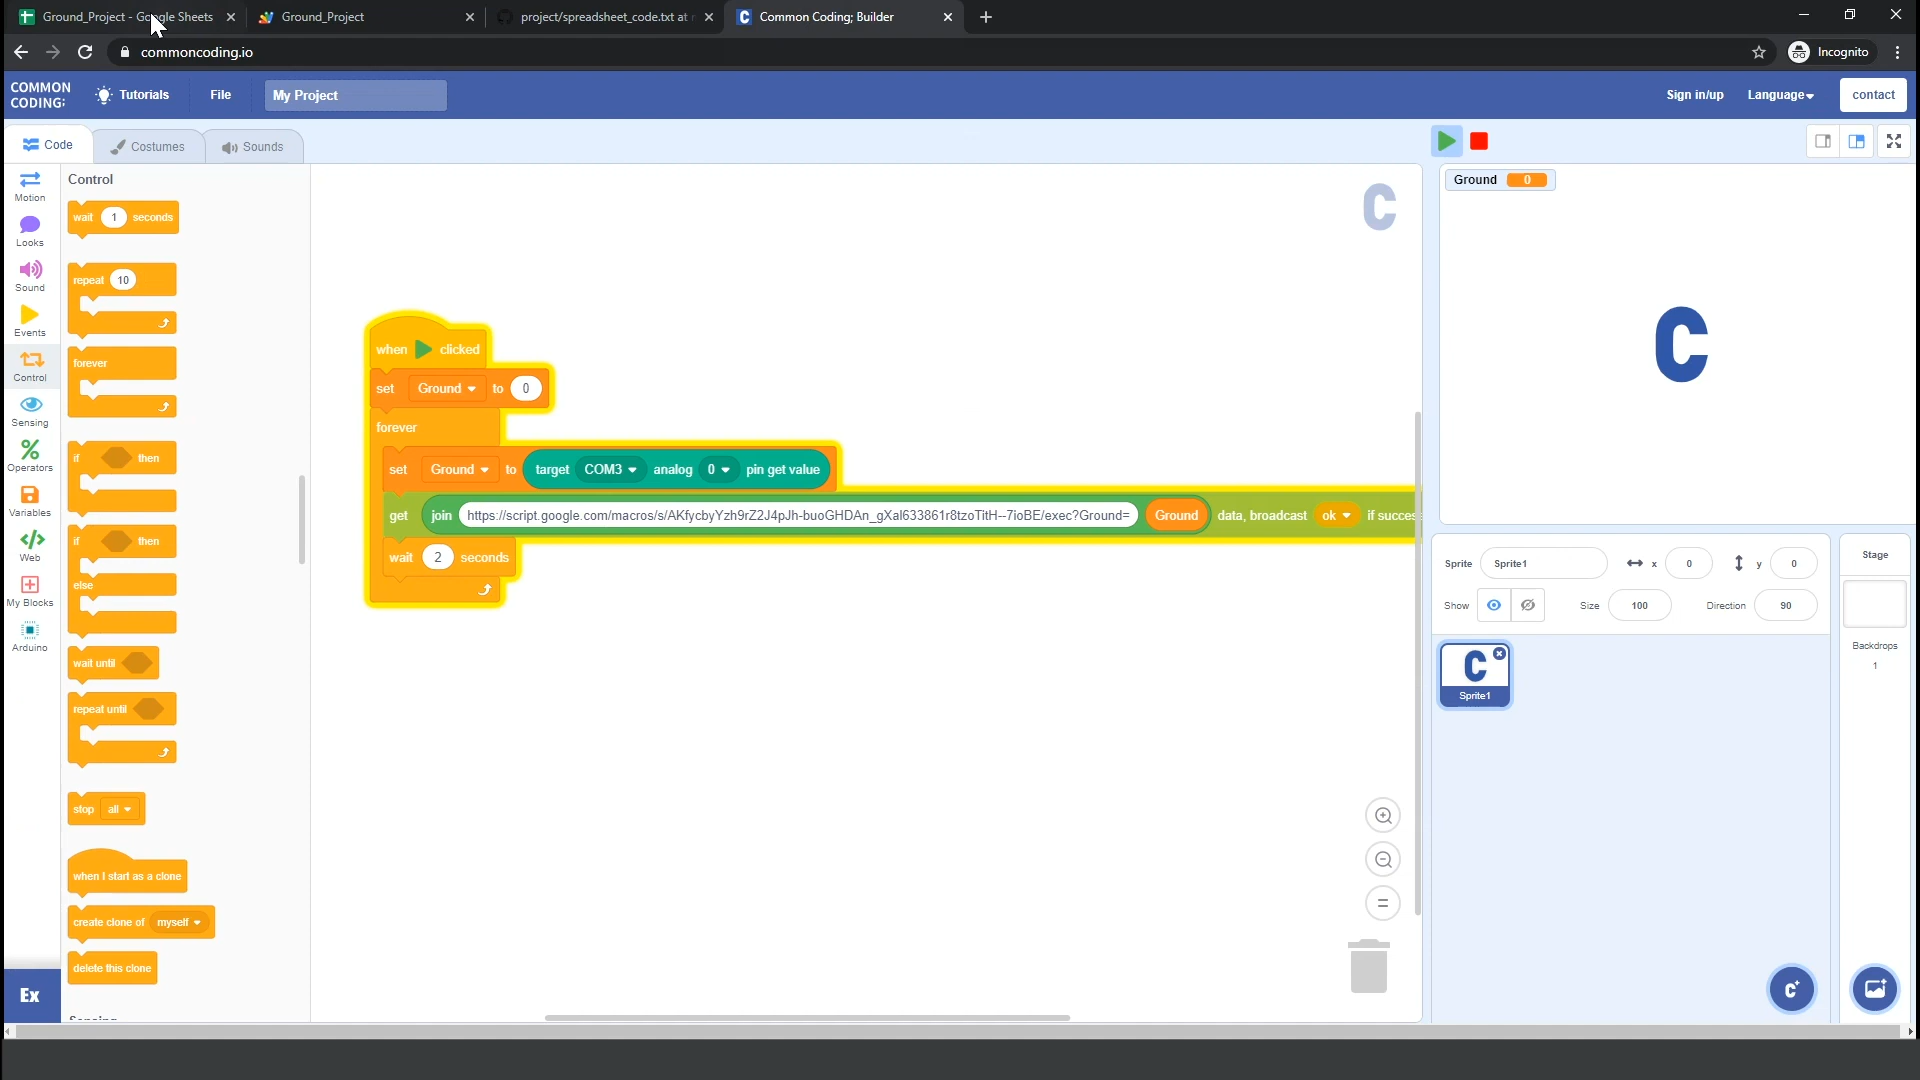 Ground_Project - Google Sheets
Ground_Project
project/spreadsheet_code.txt at
Common Coding; Builder
commoncoding.io
Incognito
COMMON
CODING;
Tutorials
File
My Project
Sign in/up
Language
contact
Code
Costumes
Sounds
Motion
Looks
Sound
Events
Control
Sensing
Operators
Variables
Web
My Blocks
Arduino
Ex
Control
wait 1 seconds
repeat 10
forever
if then
if then
else
wait until
repeat until
stop all
when I start as a clone
create clone of myself
delete this clone
when clicked
set Ground to 0
forever
set Ground to target COM3 analog 0 pin get value
get join https://script.google.com/macros/s/AKfycbyYzh9rZ2J4pJh-buoGHDAn_gXal633861r8tzoTitH--7ioBE/exec?Ground= Ground data, broadcast ok if succes
wait 2 seconds
C
Ground 0
C
Sprite Sprite1 x 0 y 0
Show Size 100 Direction 90
C
Sprite1
Stage
Backdrops
1